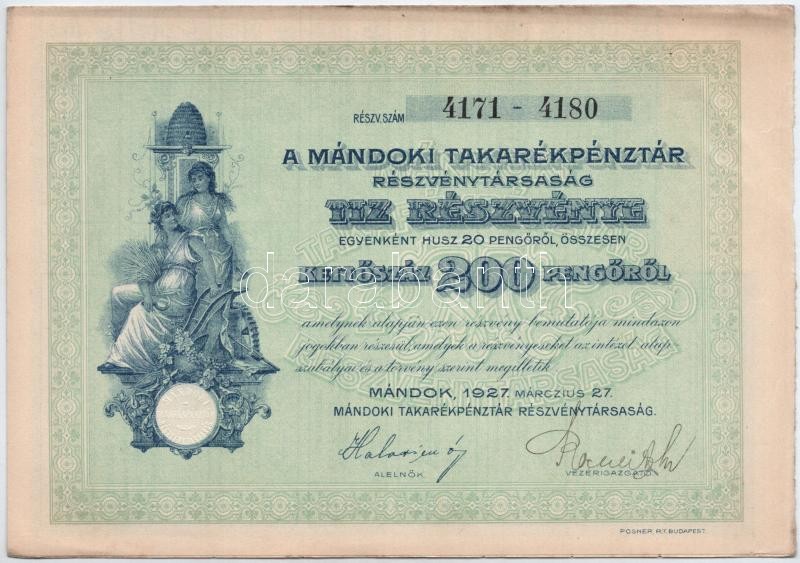 RÉSZV. SZÁM 4171 - 4180
A MÁNDOKI TAKARÉKPÉNZTÁR
RÉSZVÉNYTÁRSASÁG
TIZ RÉSZVÉNYE
EGYENKÉNT HUSZ 20 PENGŐRŐL, ÖSSZESEN
KETTŐSZÁZ 200 PENGŐRŐL
amelynek alapján ezen részvény bemutatója mindazon
jogokban részesül, amelyek a részvényeseket az intézet alap-
szabályai és a törvény szerint megilletik.
MÁNDOK, 1927. MÁRCZIUS 27.
MÁNDOKI TAKARÉKPÉNZTÁR RÉSZVÉNYTÁRSASÁG.
ALELNÖK.
VEZÉRIGAZGATÓ.
POSNER R.T. BUDAPEST.
darabanth